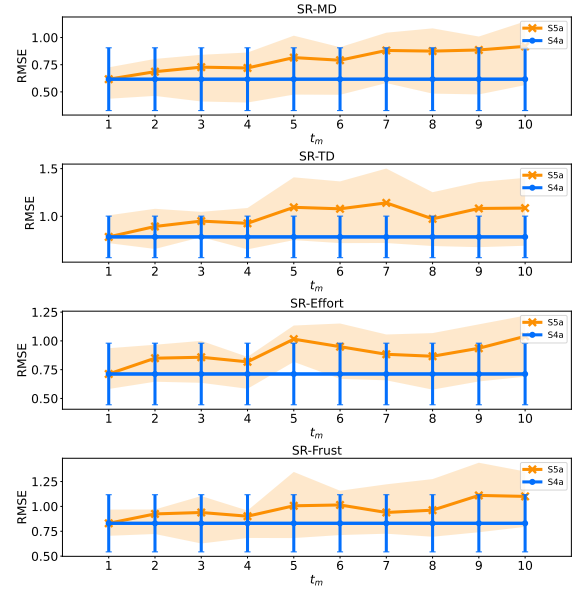 SR-MD
RMSE
1.00
0.75
0.50
S5a
S4a
1 2 3 4 5 6 7 8 9 10
t_m
SR-TD
RMSE
1.5
1.0
S5a
S4a
1 2 3 4 5 6 7 8 9 10
t_m
SR-Effort
RMSE
1.25
1.00
0.75
0.50
S5a
S4a
1 2 3 4 5 6 7 8 9 10
t_m
SR-Frust
RMSE
1.25
1.00
0.75
0.50
S5a
S4a
1 2 3 4 5 6 7 8 9 10
t_m